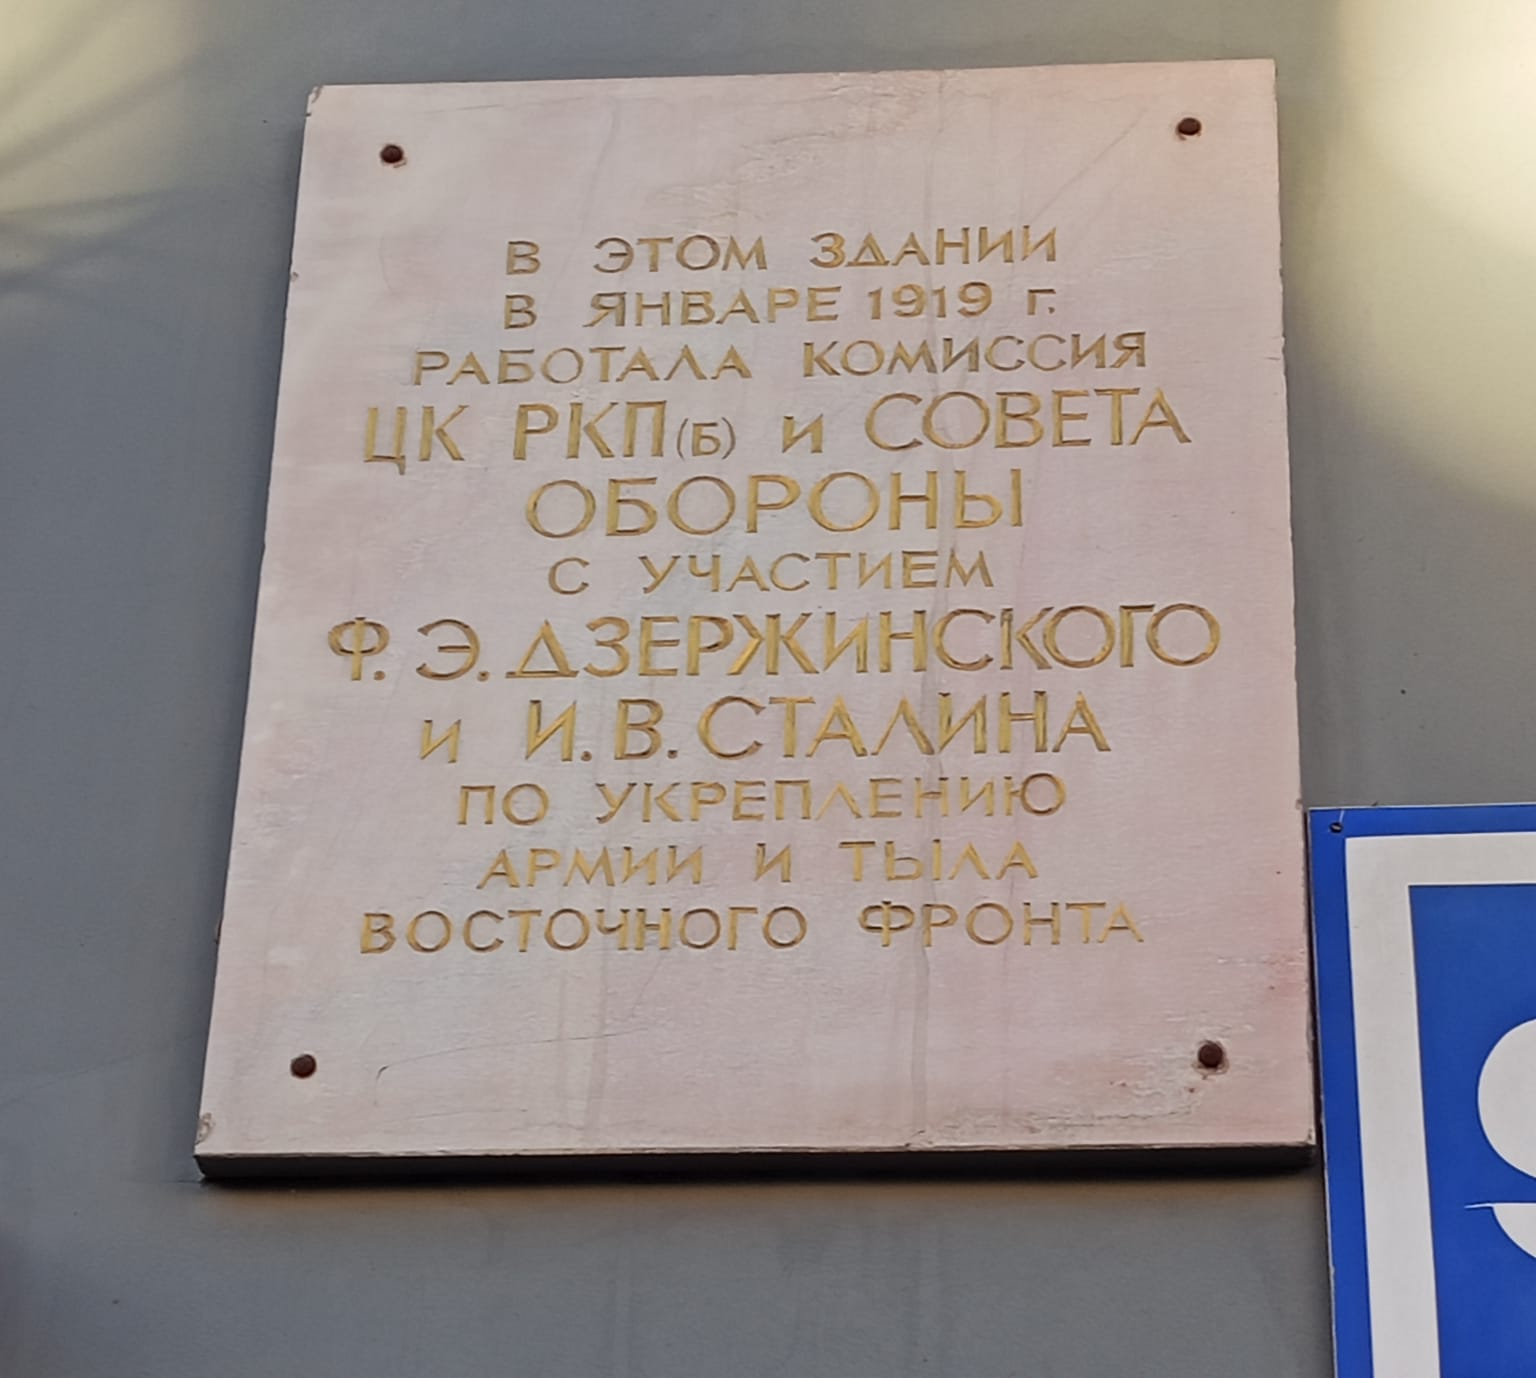 В ЭТОМ ЗДАНИИ
В ЯНВАРЕ 1919 Г.
РАБОТАЛА КОМИССИЯ
ЦК РКП(Б) И СОВЕТА
ОБОРОНЫ
С УЧАСТИЕМ
Ф. Э. ДЗЕРЖИНСКОГО
И И. В. СТАЛИНА
ПО УКРЕПЛЕНИЮ
АРМИИ И ТЫЛА
ВОСТОЧНОГО ФРОНТА